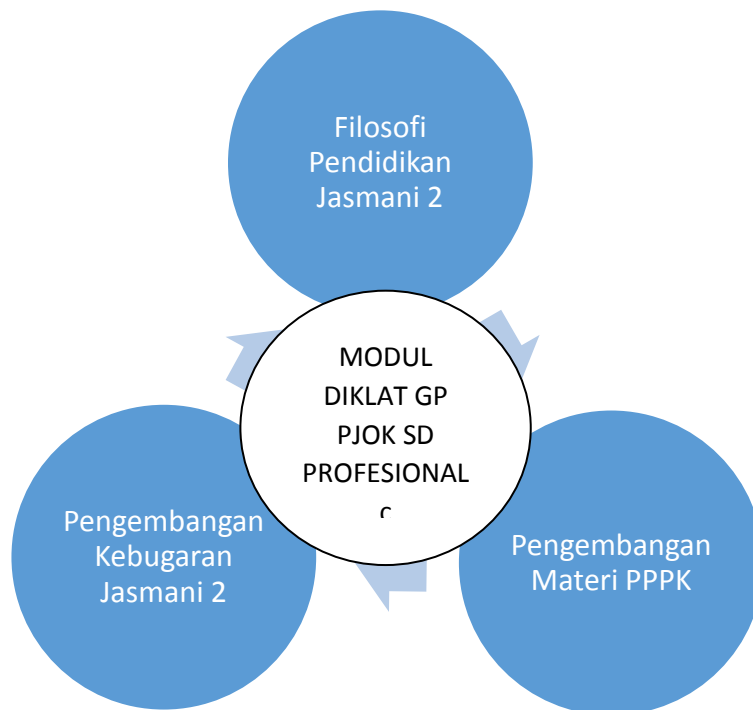 Filosofi
Pendidikan
Jasmani 2
MODUL
DIKLAT GP
PJOK SD
PROFESIONAL
Pengembangan
Kebugaran
Jasmani 2
Pengembangan
Materi PPPK